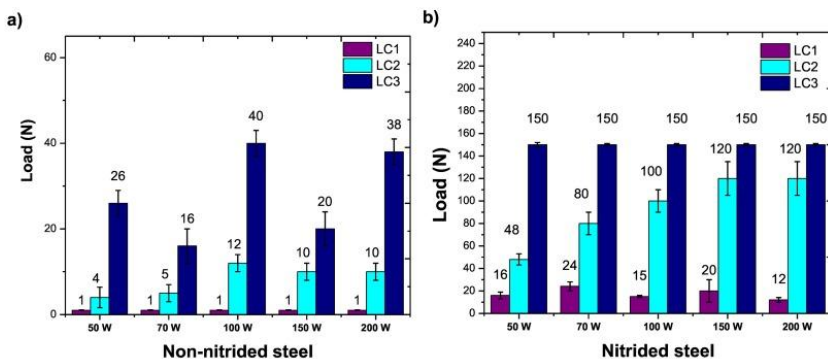 a)
LC1
LC2
LC3
Load (N)
60
40
20
0
1
4
26
1
5
16
1
12
40
1
10
20
1
10
38
50 W
70 W
100 W
150 W
200 W
Non-nitrided steel
b)
LC1
LC2
LC3
Load (N)
240
220
200
180
160
140
120
100
80
60
40
20
0
16
48
150
24
80
150
15
100
150
20
120
150
12
120
150
50 W
70 W
100 W
150 W
200 W
Nitrided steel